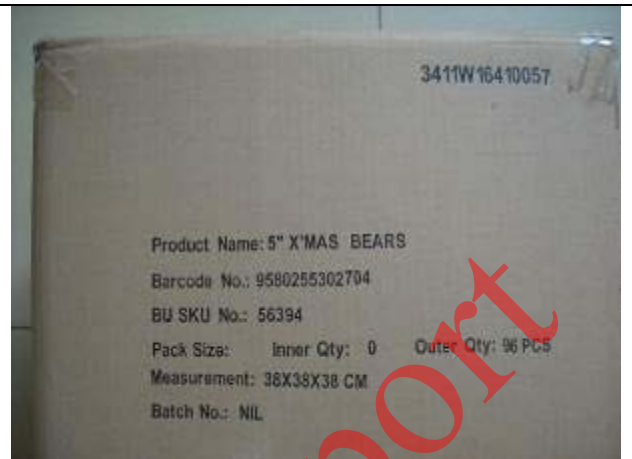 3411W16410057
Product Name: 5" X'MAS BEARS
Barcode No.: 9580255302704
BU SKU No.: 56394
Pack Size: Inner Qty: 0 Outer Qty: 96 PCS
Measurement: 38X38X38 CM
Batch No.: NIL
port